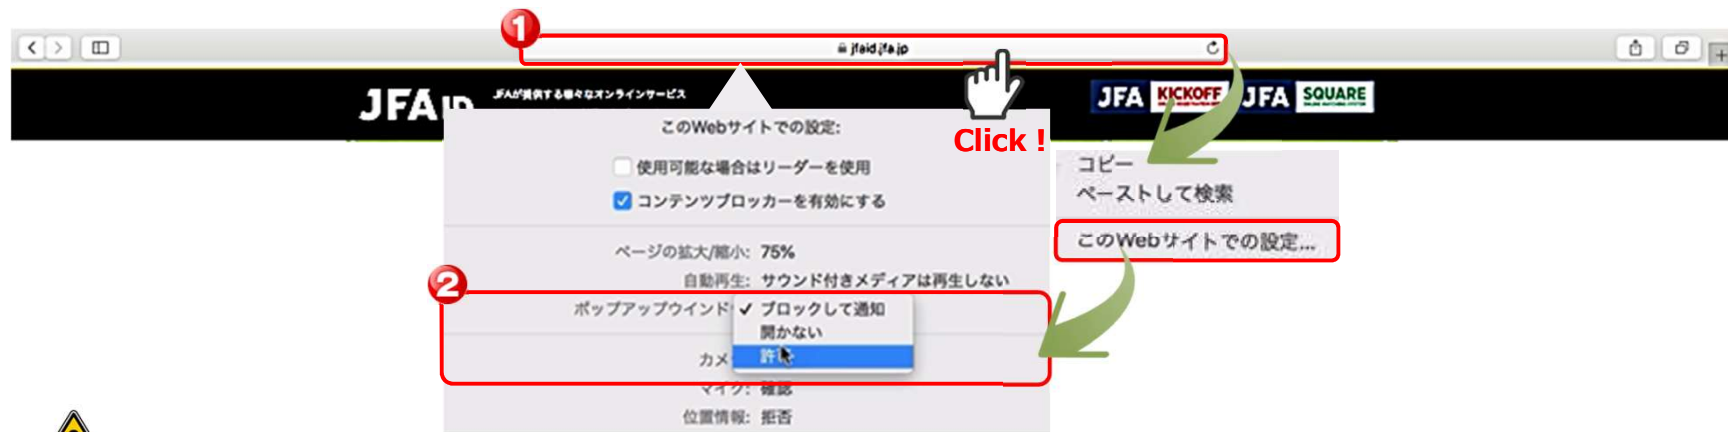 1
jfaid.jfa.jp
JFA ID
JFAが提供する様々なオンラインサービス
JFA KICKOFF
JFA SQUARE
Click !
このWebサイトでの設定:
使用可能な場合はリーダーを使用
コンテンツブロッカーを有効にする
コピー
ペーストして検索
このWebサイトでの設定...
ページの拡大/縮小: 75%
自動再生: サウンド付きメディアは再生しない
2
ポップアップウインド ✓ ブロックして通知
開かない
許
カメ
マイク: 確認
位置情報: 拒否